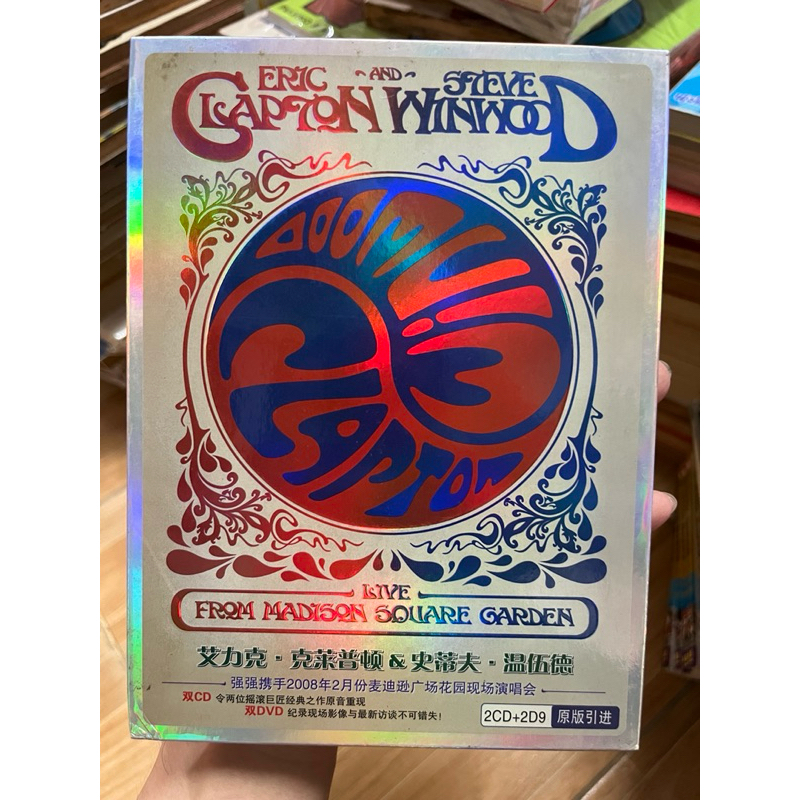 ERIC AND STEVE
CLAPTON WINWOOD
WINWOOD
CLAPTON
LIVE
FROM MADISON SQUARE GARDEN
艾力克·克莱普顿&史蒂夫·温伍德
强强携手2008年2月份麦迪逊广场花园现场演唱会
双CD 令两位摇滚巨匠经典之作原音重现
双DVD 纪录现场影像与最新访谈不可错失!
2CD+2D9 原版引进